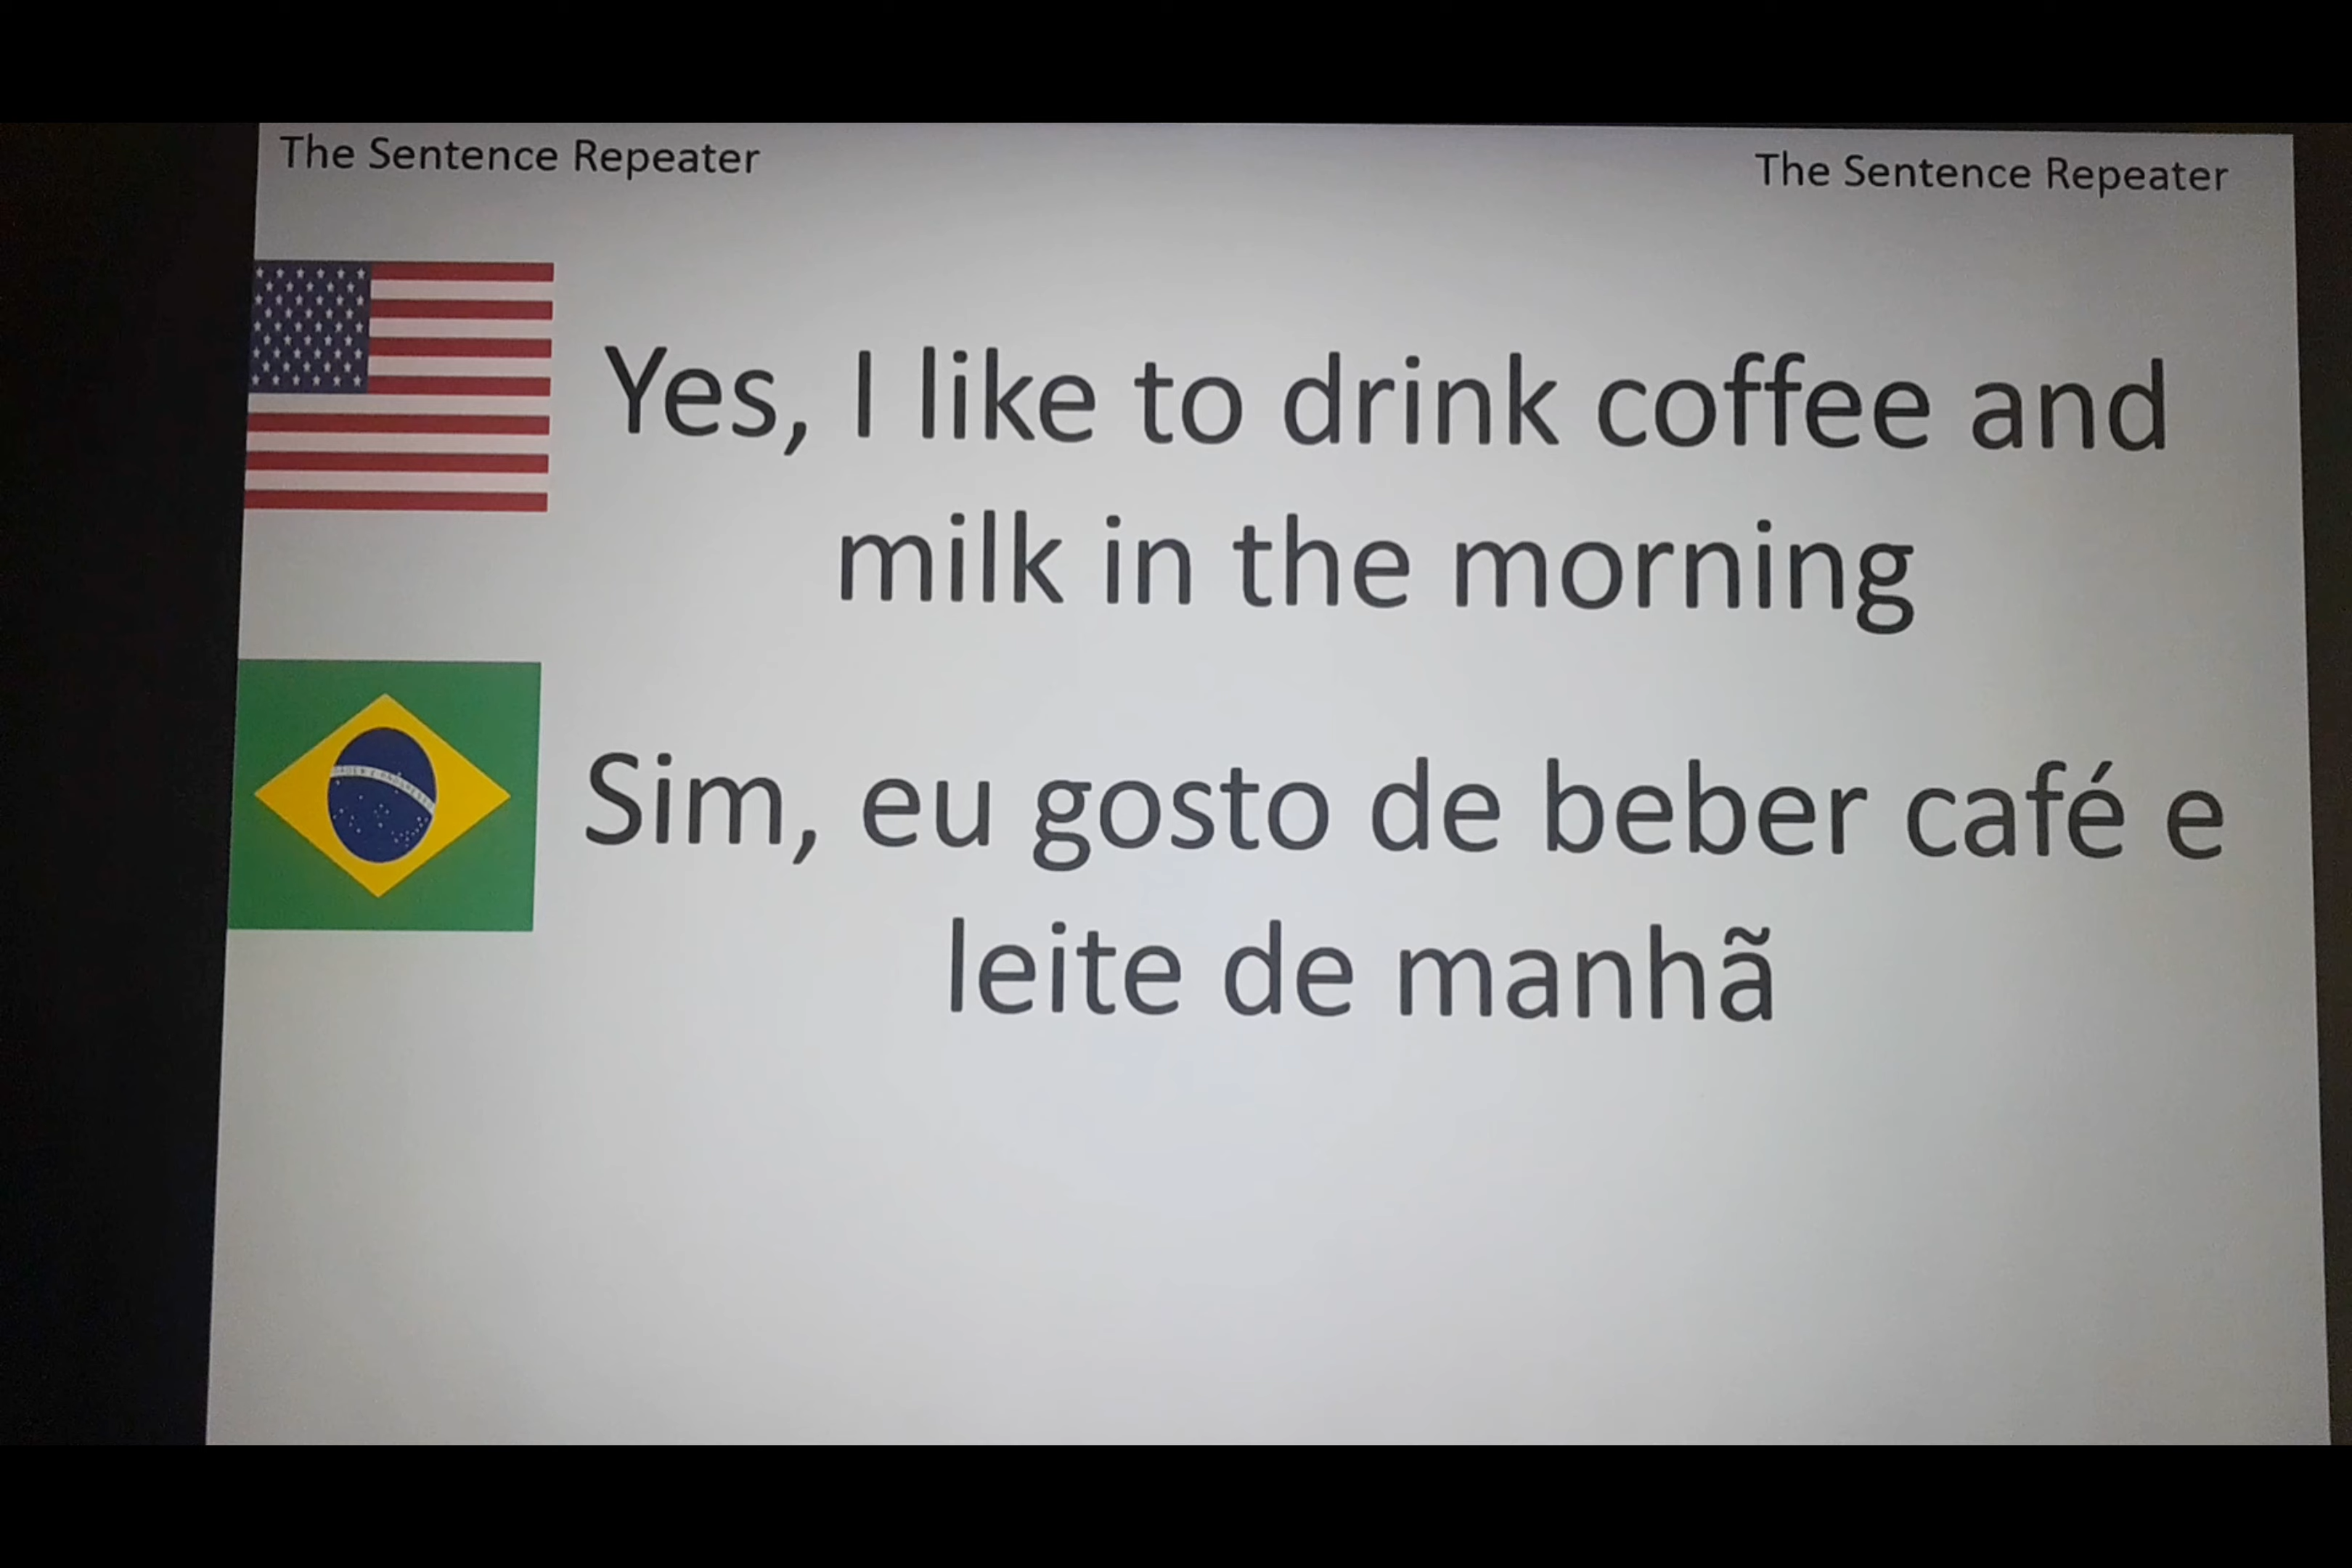 The Sentence Repeater
The Sentence Repeater
Yes, I like to drink coffee and
milk in the morning
Sim, eu gosto de beber café e
leite de manhã